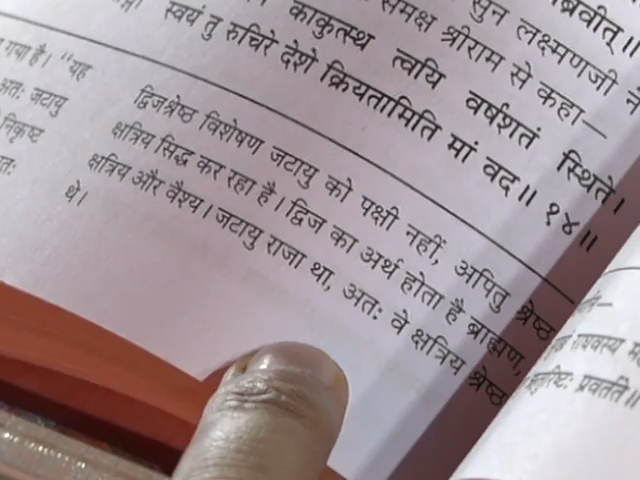 ब्रवीत्॥
समक्ष श्रीराम से कहा—
सुन लक्ष्मणजी
काकुत्स्थ त्वयि वर्षशतं स्थिते।
स्वयं तु रुचिरे देशे क्रियतामिति मां वद॥ १४॥
गया है। "यह
अतः जटायु
निकृष्ट
द्विजश्रेष्ठ विशेषण जटायु को पक्षी नहीं, अपितु श्रेष्ठ
क्षत्रिय सिद्ध कर रहा है। द्विज का अर्थ होता है ब्राह्मण,
क्षत्रिय और वैश्य। जटायु राजा था, अतः वे क्षत्रिय श्रेष्ठ
थे।
राघवस्य
प्रवर्तते॥